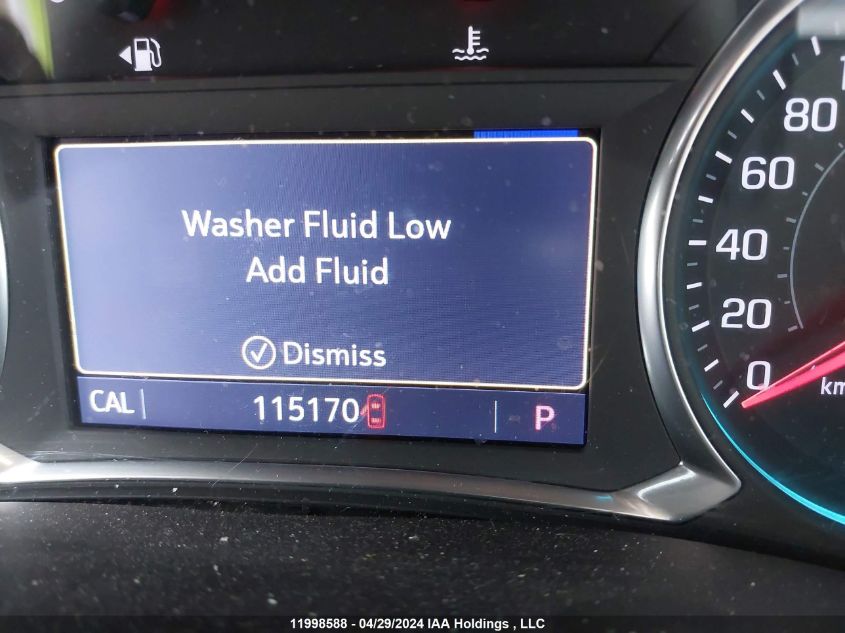 Washer Fluid Low
Add Fluid
Dismiss
CAL 115170 P
80
60
40
20
0
km
11998588 - 04/29/2024 IAA Holdings , LLC